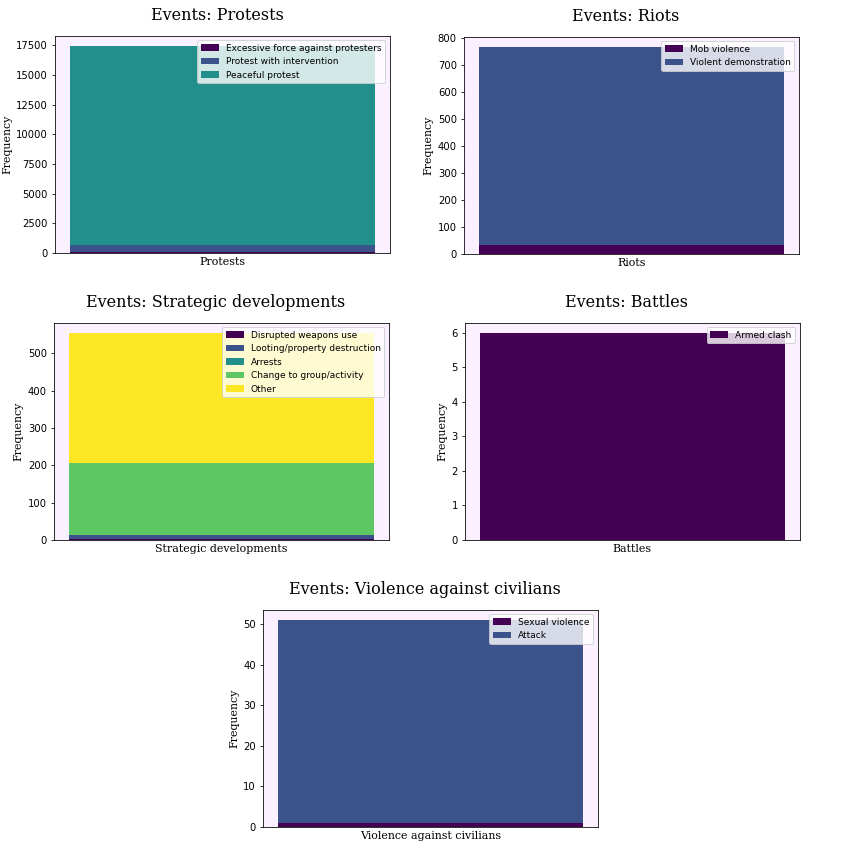 Events: Protests
17500
15000
12500
10000
7500
5000
2500
0
Frequency
Excessive force against protesters
Protest with intervention
Peaceful protest
Protests
Events: Riots
800
700
600
500
400
300
200
100
0
Frequency
Mob violence
Violent demonstration
Riots
Events: Strategic developments
500
400
300
200
100
0
Frequency
Disrupted weapons use
Looting/property destruction
Arrests
Change to group/activity
Other
Strategic developments
Events: Battles
6
5
4
3
2
1
0
Frequency
Armed clash
Battles
Events: Violence against civilians
50
40
30
20
10
0
Frequency
Sexual violence
Attack
Violence against civilians